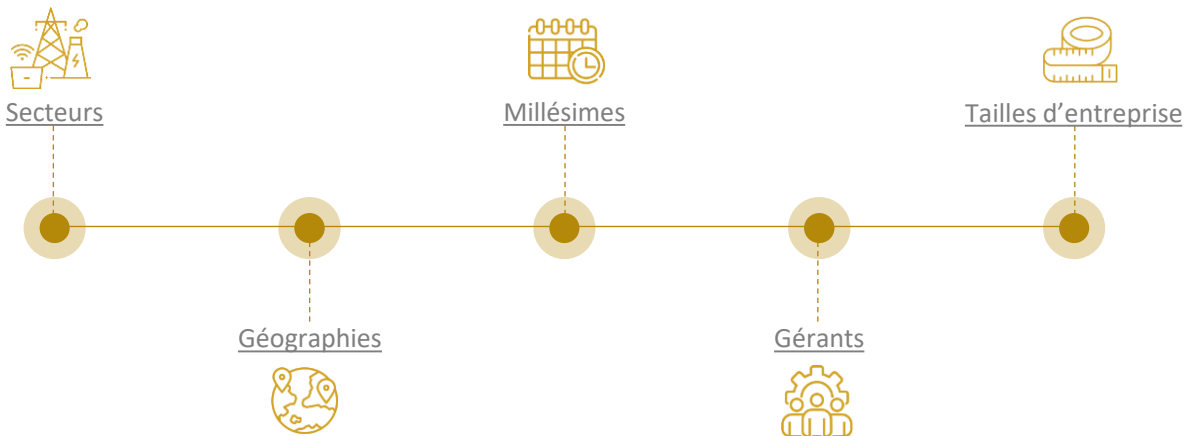 Secteurs
Millésimes
Tailles d’entreprise
Géographies
Gérants